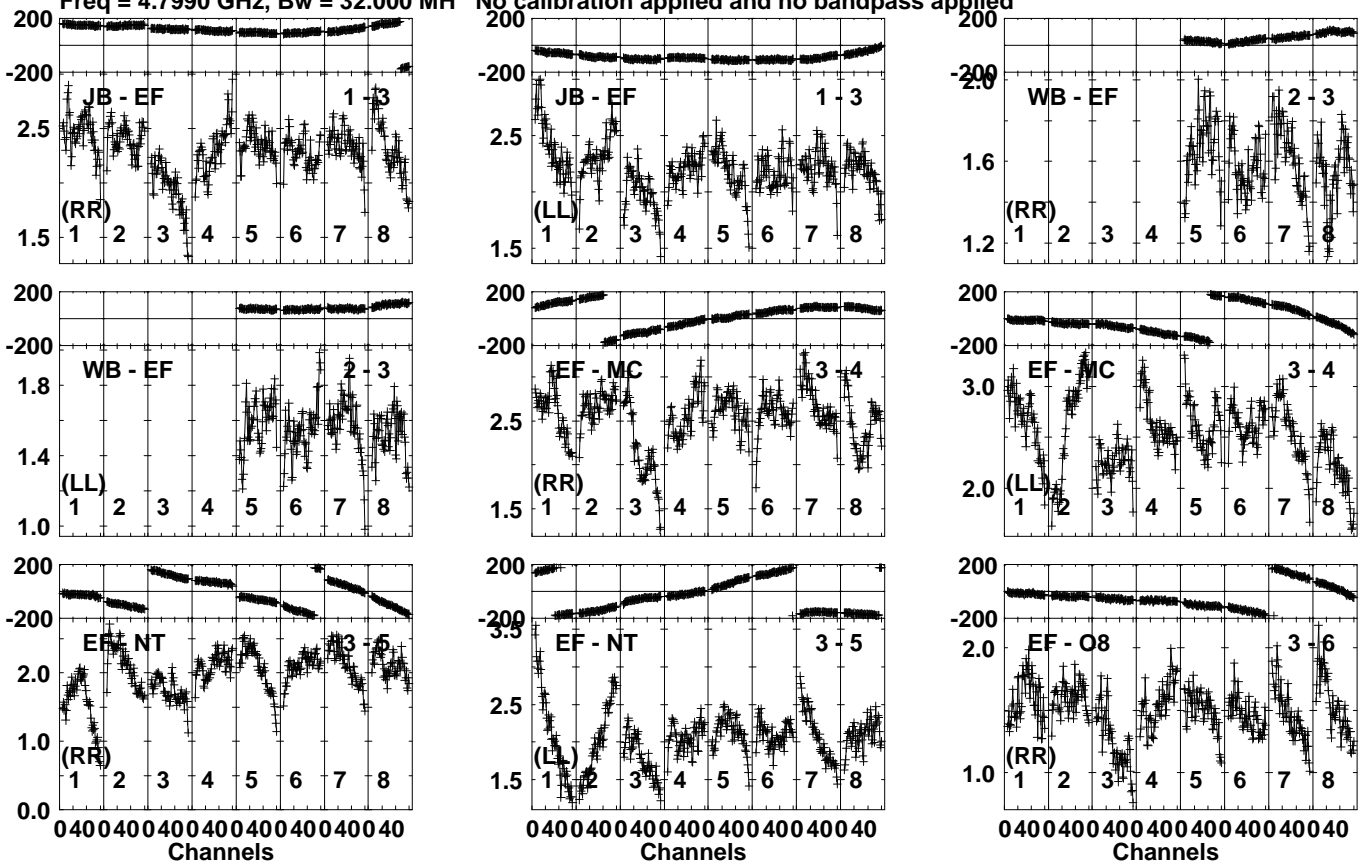 Freq = 4.7990 GHz, Bw = 32.000 MH No calibration applied and no bandpass applied
200
-200
JB - EF 1 - 3
2.5
(RR)
1.5
1 2 3 4 5 6 7 8
200
-200
JB - EF 1 - 3
2.5
(LL)
1.5
1 2 3 4 5 6 7 8
200
-200
2.0
WB - EF 2 - 3
1.6
(RR)
1.2
1 2 3 4 5 6 7 8
200
-200
WB - EF 2 - 3
1.8
1.4
(LL)
1.0
1 2 3 4 5 6 7 8
200
-200
EF - MC 3 - 4
2.5
(RR)
1.5
1 2 3 4 5 6 7 8
200
-200
EF - MC 3 - 4
3.0
2.0
(LL)
1 2 3 4 5 6 7 8
200
-200
EF - NT 3 - 5
2.0
1.0
(RR)
0.0
1 2 3 4 5 6 7 8
0 40 0 40 0 40 0 40 0 40 0 40 0 40 0 40
Channels
200
-200
3.5
EF - NT 3 - 5
2.5
(LL)
1.5
1 2 3 4 5 6 7 8
0 40 0 40 0 40 0 40 0 40 0 40 0 40 0 40
Channels
200
-200
EF - O8 3 - 6
2.0
(RR)
1.0
1 2 3 4 5 6 7 8
0 40 0 40 0 40 0 40 0 40 0 40 0 40 0 40
Channels